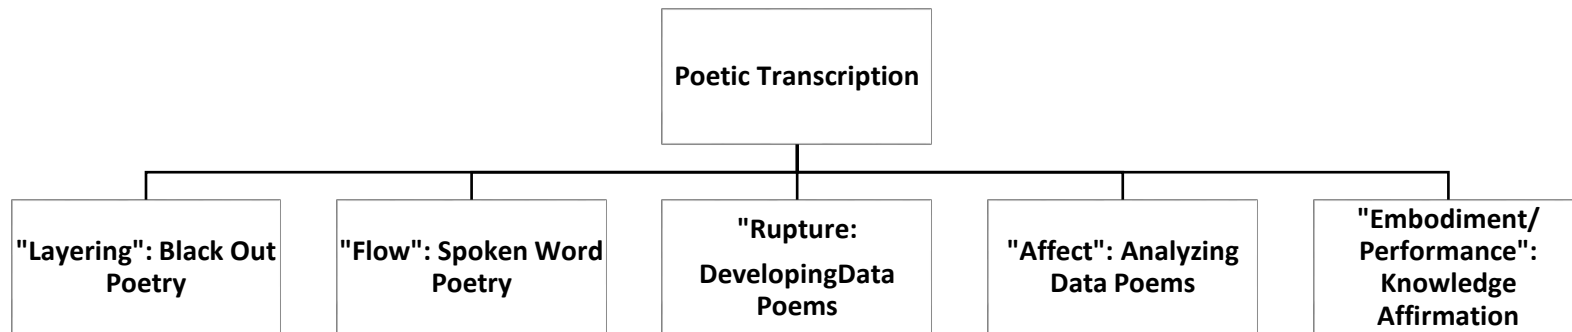 Poetic Transcription
"Layering": Black Out
Poetry
"Flow": Spoken Word
Poetry
"Rupture:
DevelopingData
Poems
"Affect": Analyzing
Data Poems
"Embodiment/
Performance":
Knowledge
Affirmation